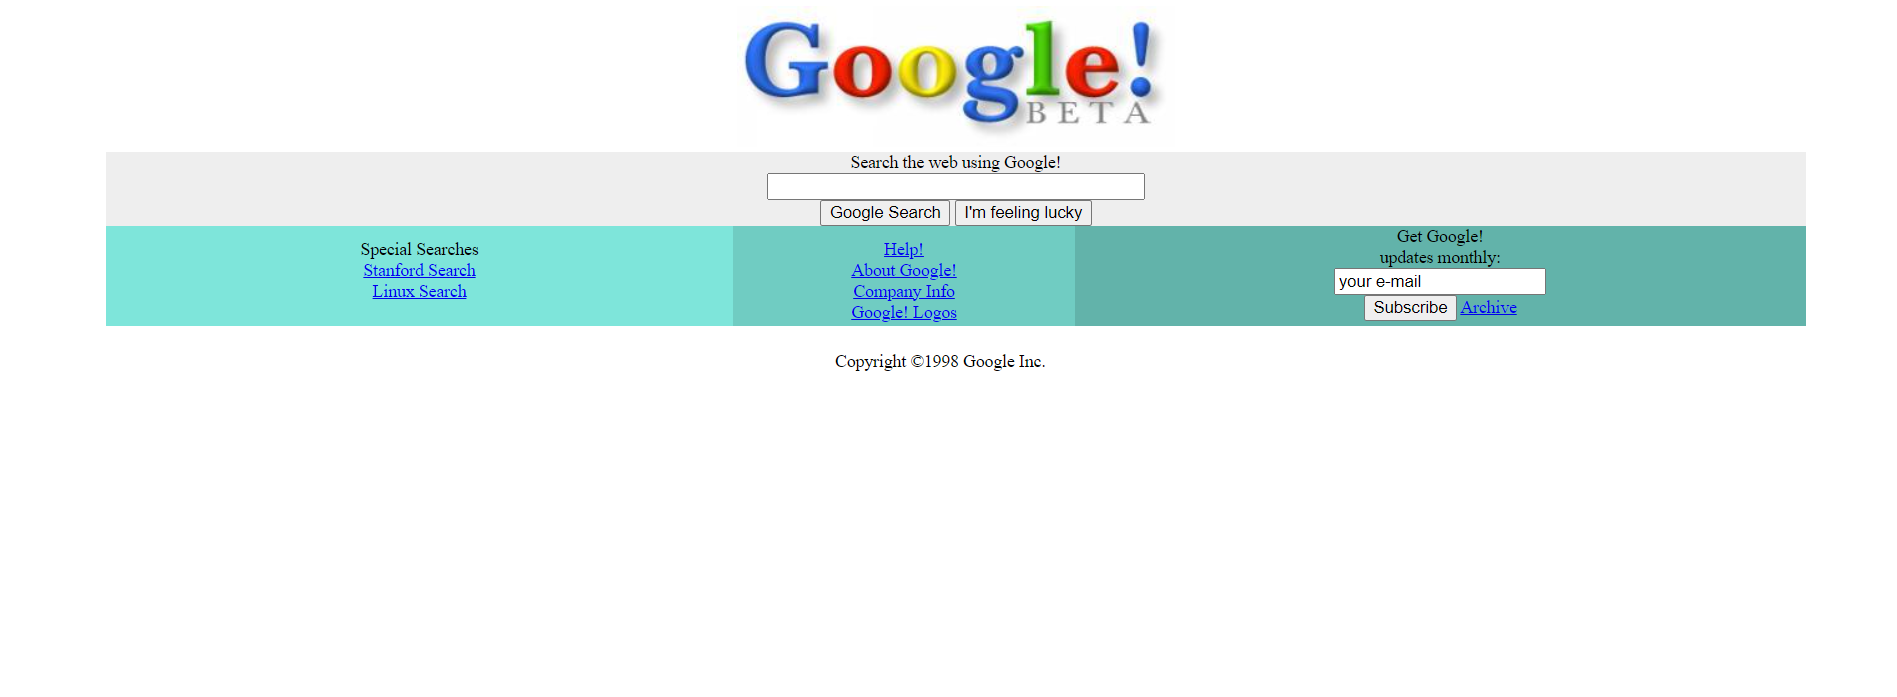 Google!
BETA
Search the web using Google!
Google Search I'm feeling lucky
Special Searches
Stanford Search
Linux Search
Help!
About Google!
Company Info
Google! Logos
Get Google!
updates monthly:
your e-mail
Subscribe Archive
Copyright ©1998 Google Inc.